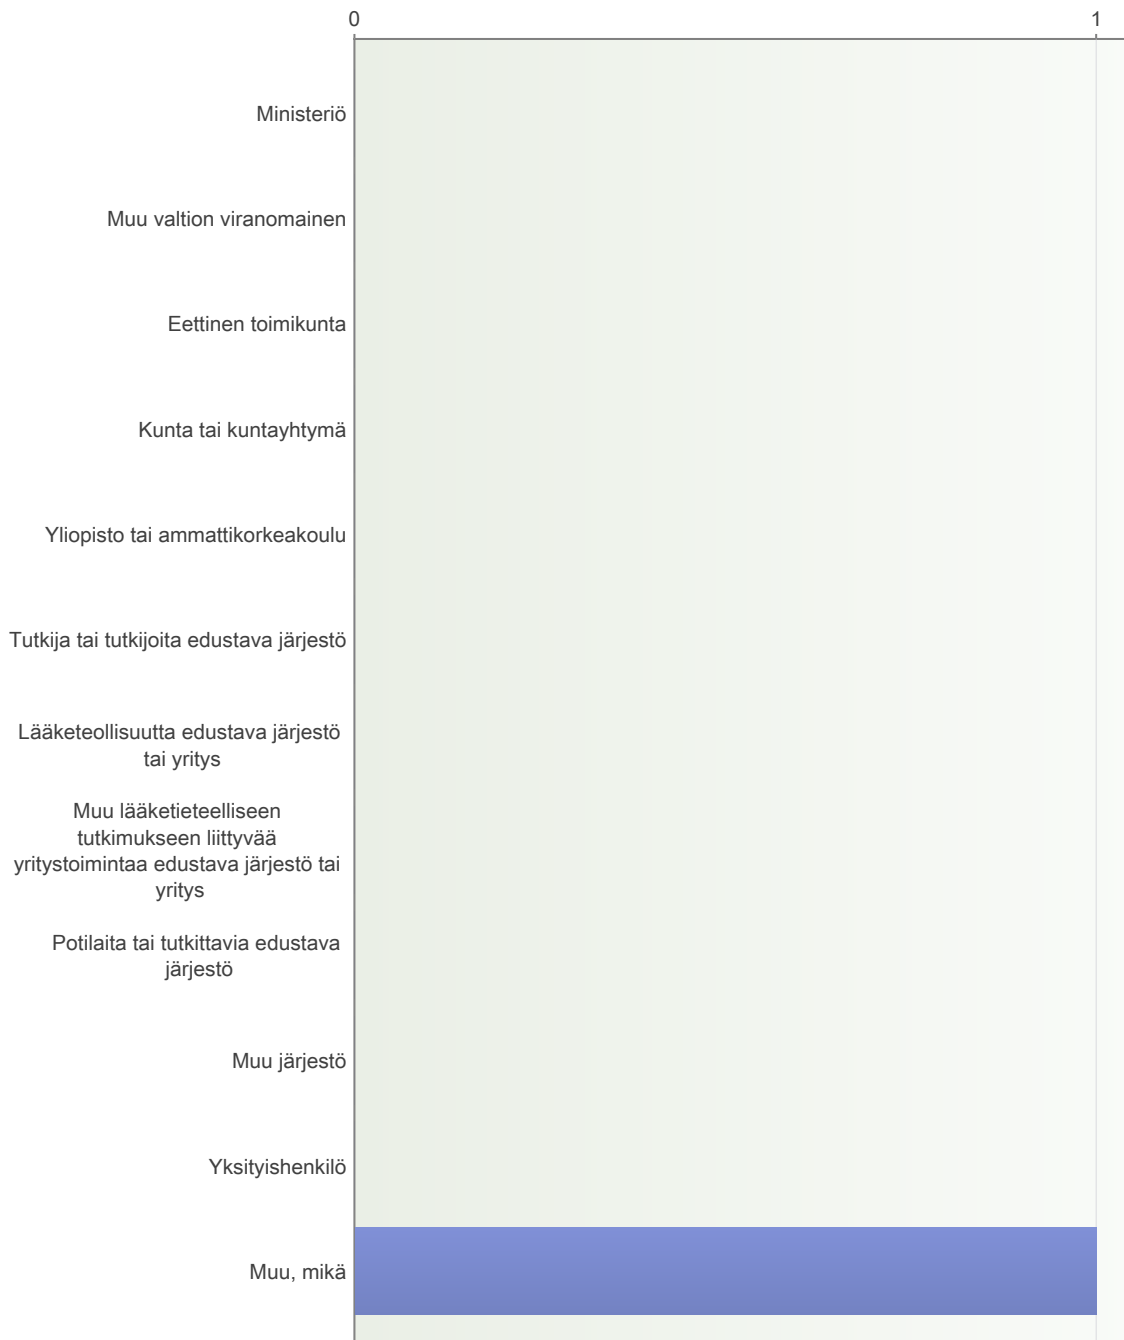 0 1
Ministeriö
Muu valtion viranomainen
Eettinen toimikunta
Kunta tai kuntayhtymä
Yliopisto tai ammattikorkeakoulu
Tutkija tai tutkijoita edustava järjestö
Lääketeollisuutta edustava järjestö
tai yritys
Muu lääketieteelliseen
tutkimukseen liittyvää
yritystoimintaa edustava järjestö tai
yritys
Potilaita tai tutkittavia edustava
järjestö
Muu järjestö
Yksityishenkilö
Muu, mikä